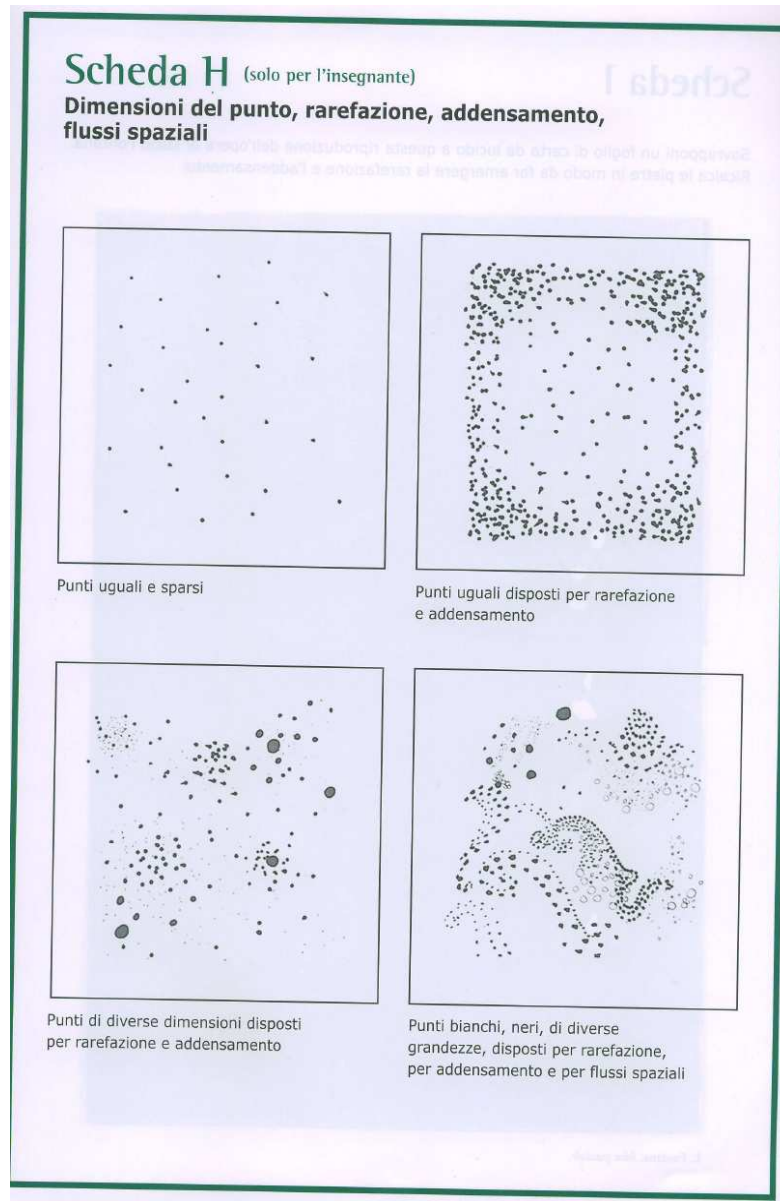 Scheda H (solo per l'insegnante)
Dimensioni del punto, rarefazione, addensamento,
flussi spaziali
Punti uguali e sparsi
Punti uguali disposti per rarefazione
e addensamento
Punti di diverse dimensioni disposti
per rarefazione e addensamento
Punti bianchi, neri, di diverse
grandezze, disposti per rarefazione,
per addensamento e per flussi spaziali